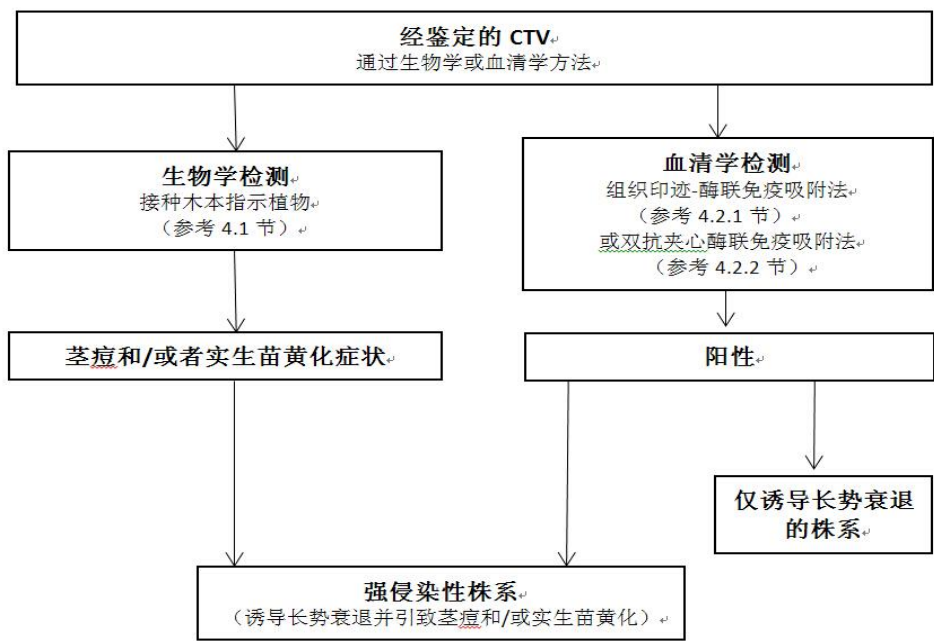 经鉴定的 CTV
通过生物学或血清学方法
生物学检测
接种木本指示植物
（参考 4.1 节）
血清学检测
组织印迹-酶联免疫吸附法
（参考 4.2.1 节）
或双抗夹心酶联免疫吸附法
（参考 4.2.2 节）
茎痘和/或者实生苗黄化症状
阳性
仅诱导长势衰退
的株系
强侵染性株系
（诱导长势衰退并引致茎痘和/或实生苗黄化）